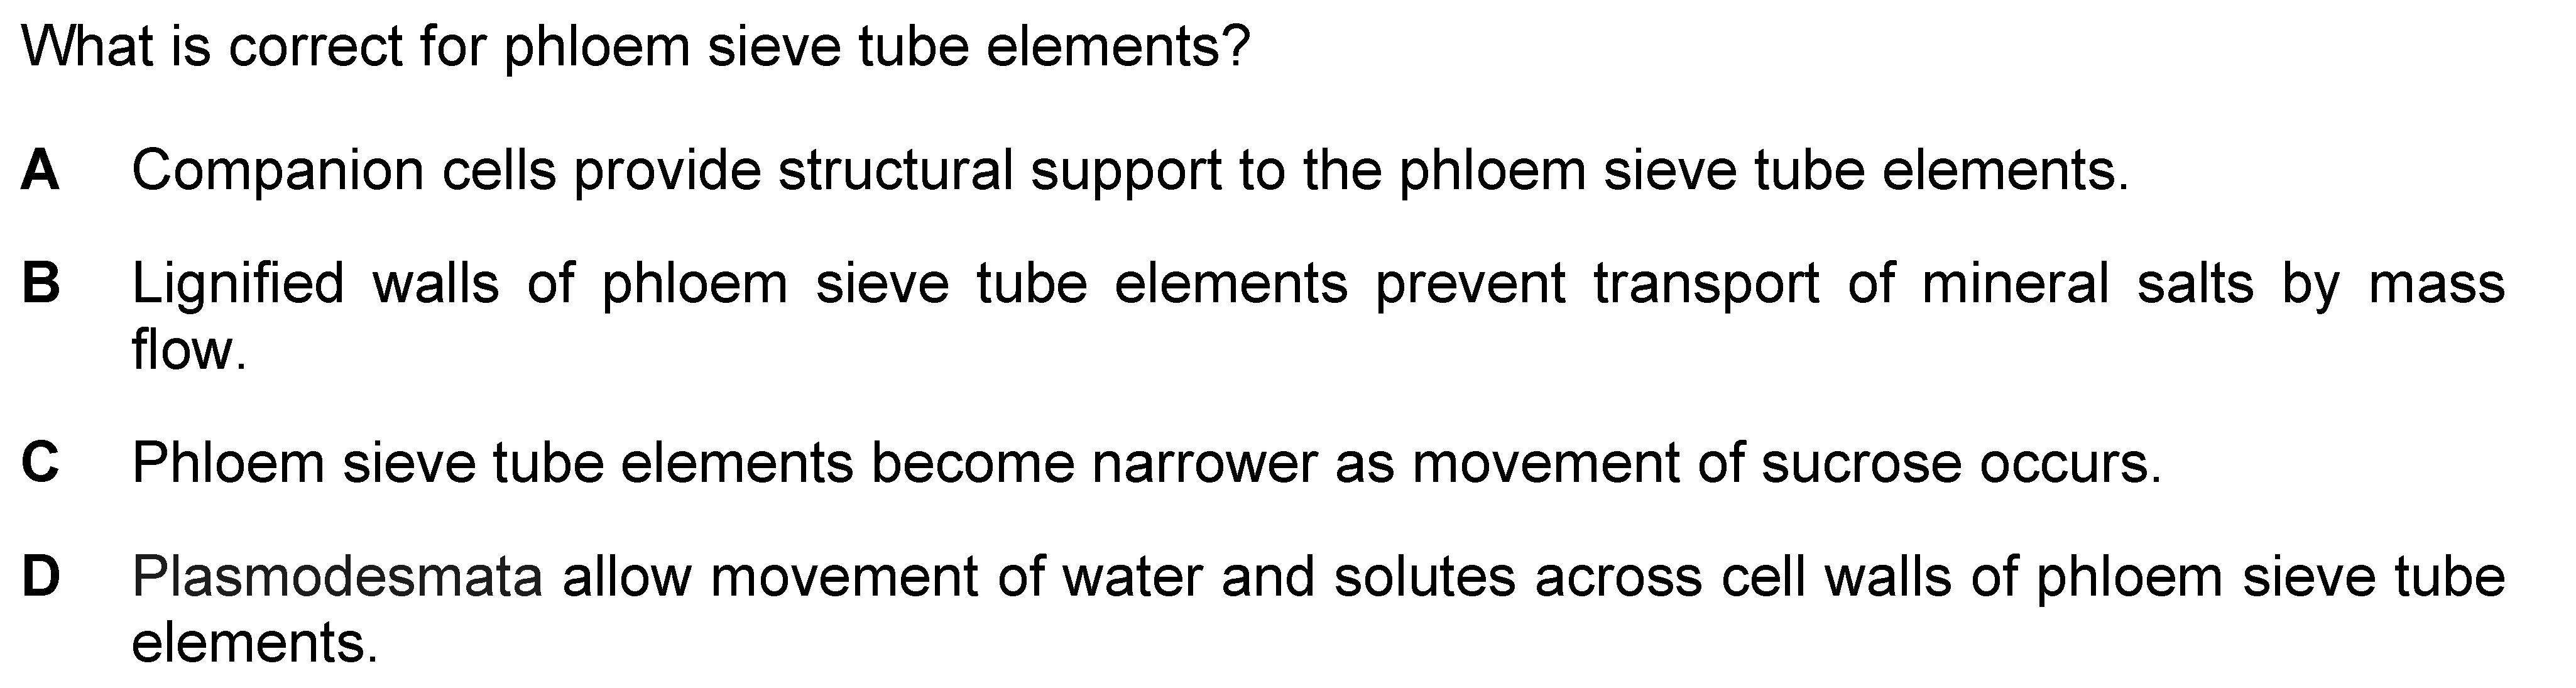 What is correct for phloem sieve tube elements?
A Companion cells provide structural support to the phloem sieve tube elements.
B Lignified walls of phloem sieve tube elements prevent transport of mineral salts by mass
flow.
C Phloem sieve tube elements become narrower as movement of sucrose occurs.
D Plasmodesmata allow movement of water and solutes across cell walls of phloem sieve tube
elements.